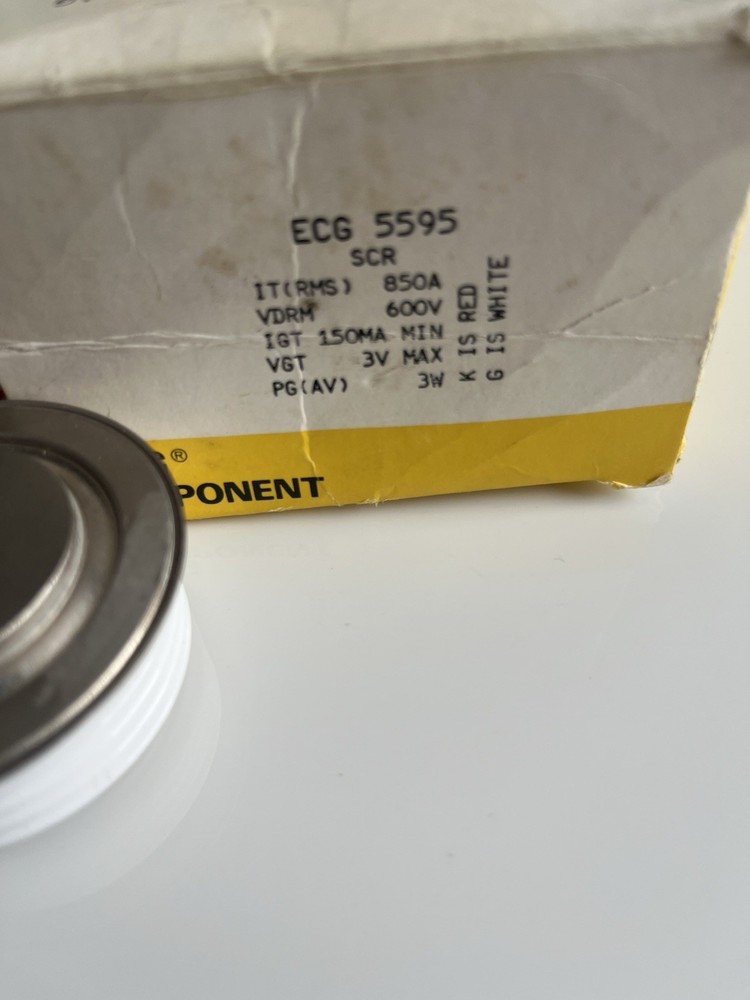 ECG 5595
SCR
IT(RMS) 850A
VDRM 600V
IGT 150MA MIN
VGT 3V MAX
PG(AV) 3W
K IS RED
G IS WHITE
®
PONENT